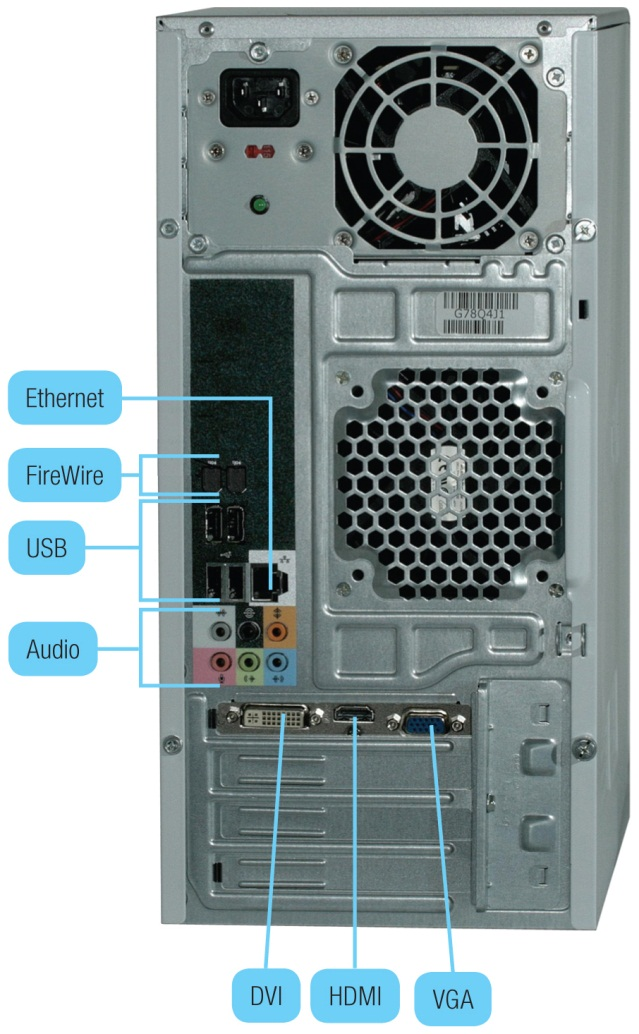 G78Q4J1
Ethernet
FireWire
USB
Audio
DVI
HDMI
VGA